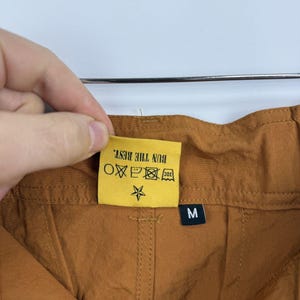 RUN THE BEST.
M